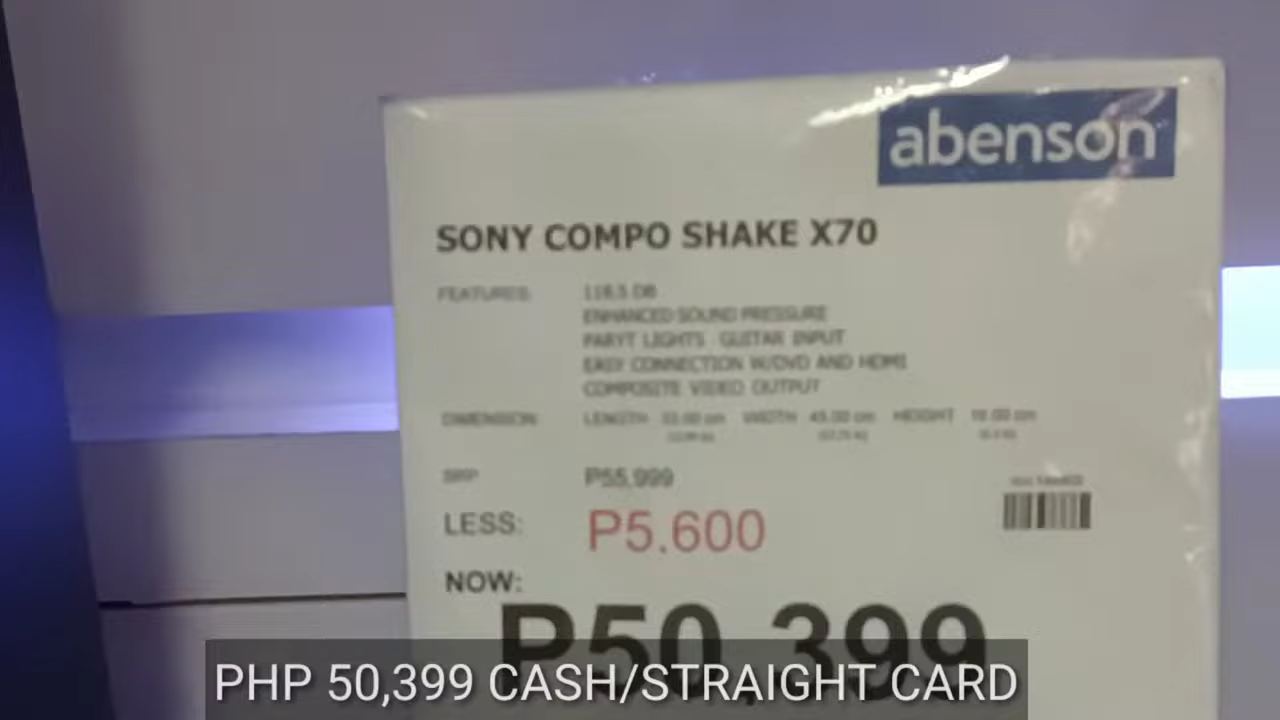 abenson
SONY COMPO SHAKE X70
FEATURES:
ENHANCED SOUND PRESSURE
PARYT LIGHTS GUITAR INPUT
EASY CONNECTION W/DVD AND HDMI
COMPOSITE VIDEO OUTPUT
DIMENSION: LENGTH WIDTH HEIGHT
SRP P55,999
LESS: P5,600
NOW:
P50,399
PHP 50,399 CASH/STRAIGHT CARD